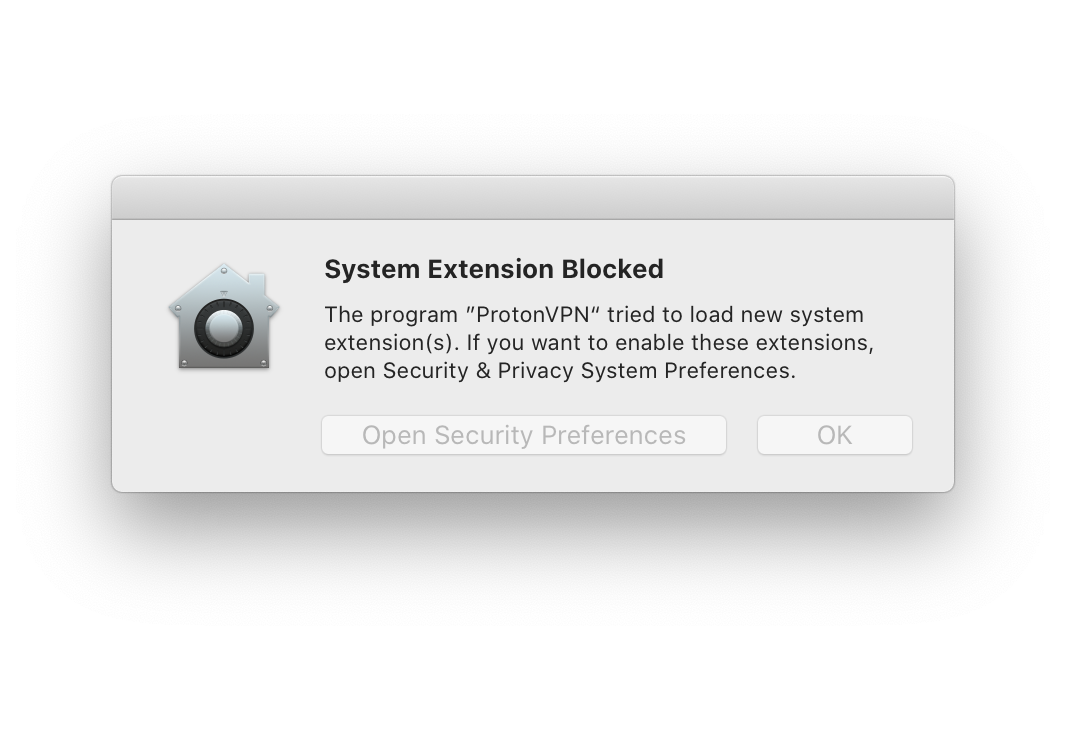 System Extension Blocked
The program ”ProtonVPN“ tried to load new system
extension(s). If you want to enable these extensions,
open Security & Privacy System Preferences.
Open Security Preferences
OK